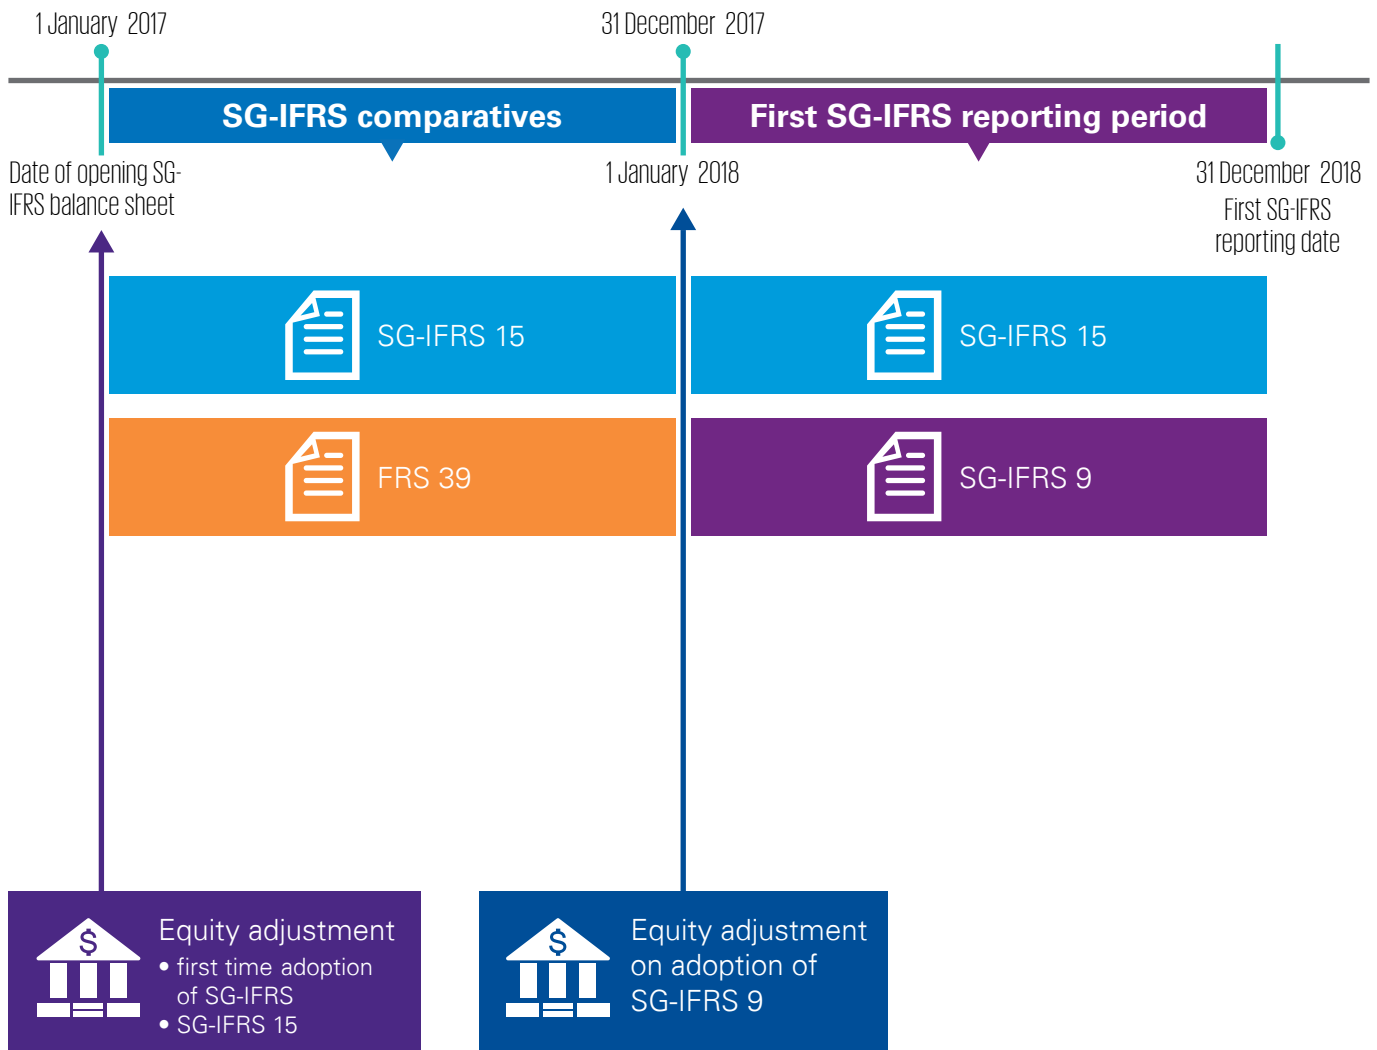 1 January 2017
31 December 2017
SG-IFRS comparatives
First SG-IFRS reporting period
Date of opening SG-
IFRS balance sheet
1 January 2018
31 December 2018
First SG-IFRS
reporting date
SG-IFRS 15
SG-IFRS 15
FRS 39
SG-IFRS 9
$
Equity adjustment
• first time adoption
of SG-IFRS
• SG-IFRS 15
$
Equity adjustment
on adoption of
SG-IFRS 9